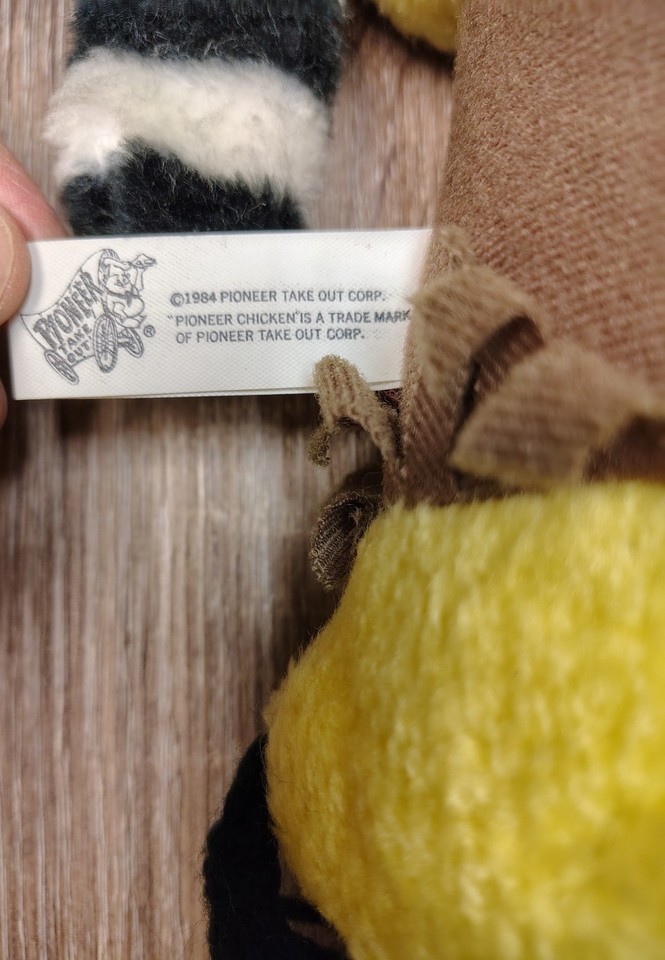 PIONEER
TAKE
OUT
®
©1984 PIONEER TAKE OUT CORP.
"PIONEER CHICKEN"IS A TRADE MARK
OF PIONEER TAKE OUT CORP.